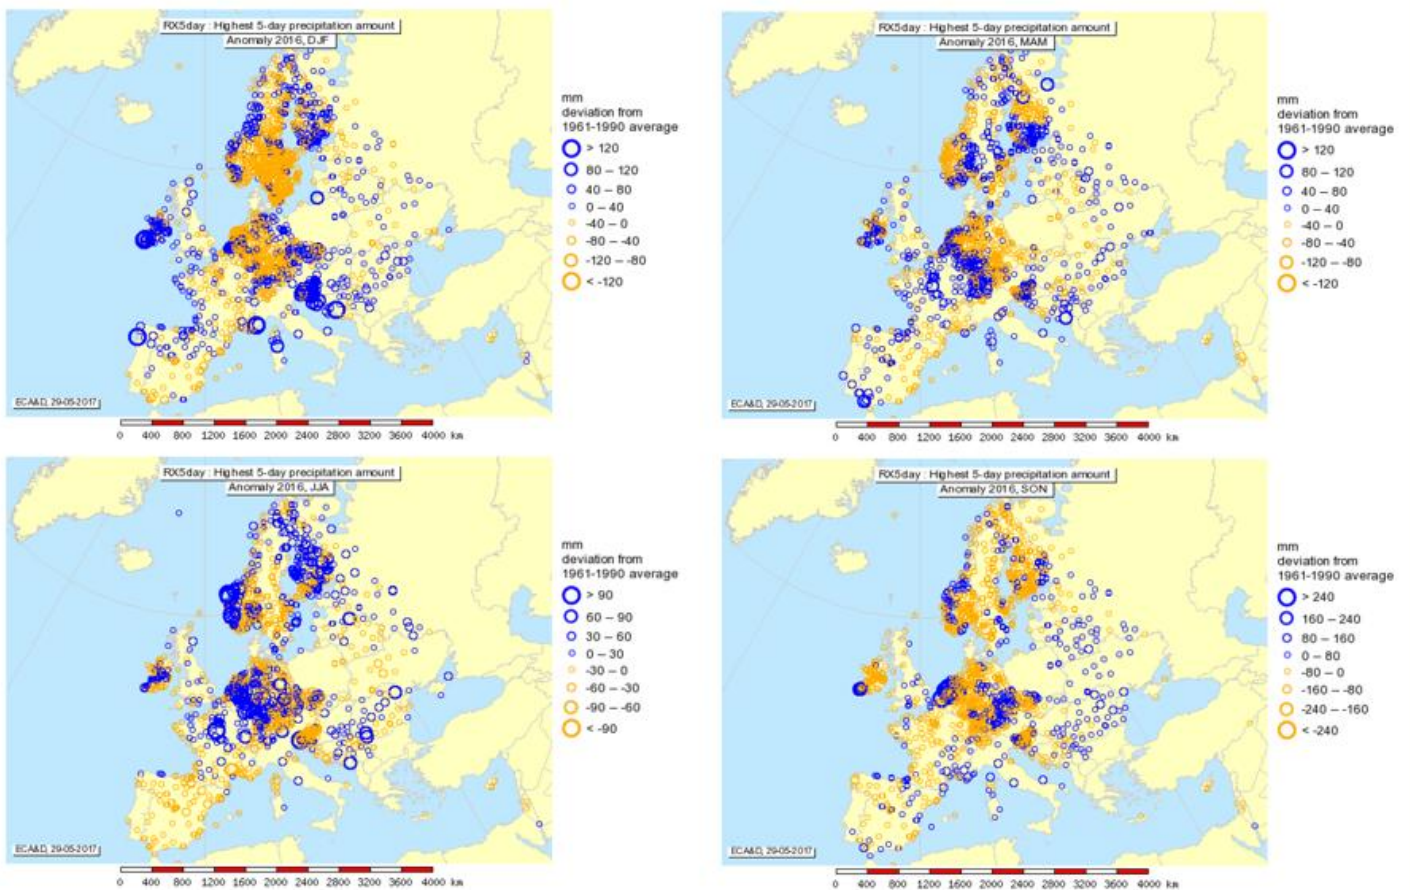 RX5day : Highest 5-day precipitation amount
Anomaly 2016, DJF
mm
deviation from
1961-1990 average
> 120
80 – 120
40 – 80
0 – 40
-40 – 0
-80 – -40
-120 – -80
< -120
ECA&D, 29-05-2017
0 400 800 1200 1600 2000 2400 2800 3200 3600 4000 km
RX5day : Highest 5-day precipitation amount
Anomaly 2016, MAM
mm
deviation from
1961-1990 average
> 120
80 – 120
40 – 80
0 – 40
-40 – 0
-80 – -40
-120 – -80
< -120
ECA&D, 29-05-2017
0 400 800 1200 1600 2000 2400 2800 3200 3600 4000 km
RX5day : Highest 5-day precipitation amount
Anomaly 2016, JJA
mm
deviation from
1961-1990 average
> 90
60 – 90
30 – 60
0 – 30
-30 – 0
-60 – -30
-90 – -60
< -90
ECA&D, 29-05-2017
0 400 800 1200 1600 2000 2400 2800 3200 3600 4000 km
RX5day : Highest 5-day precipitation amount
Anomaly 2016, SON
mm
deviation from
1961-1990 average
> 240
160 – 240
80 – 160
0 – 80
-80 – 0
-160 – -80
-240 – -160
< -240
ECA&D, 29-05-2017
0 400 800 1200 1600 2000 2400 2800 3200 3600 4000 km